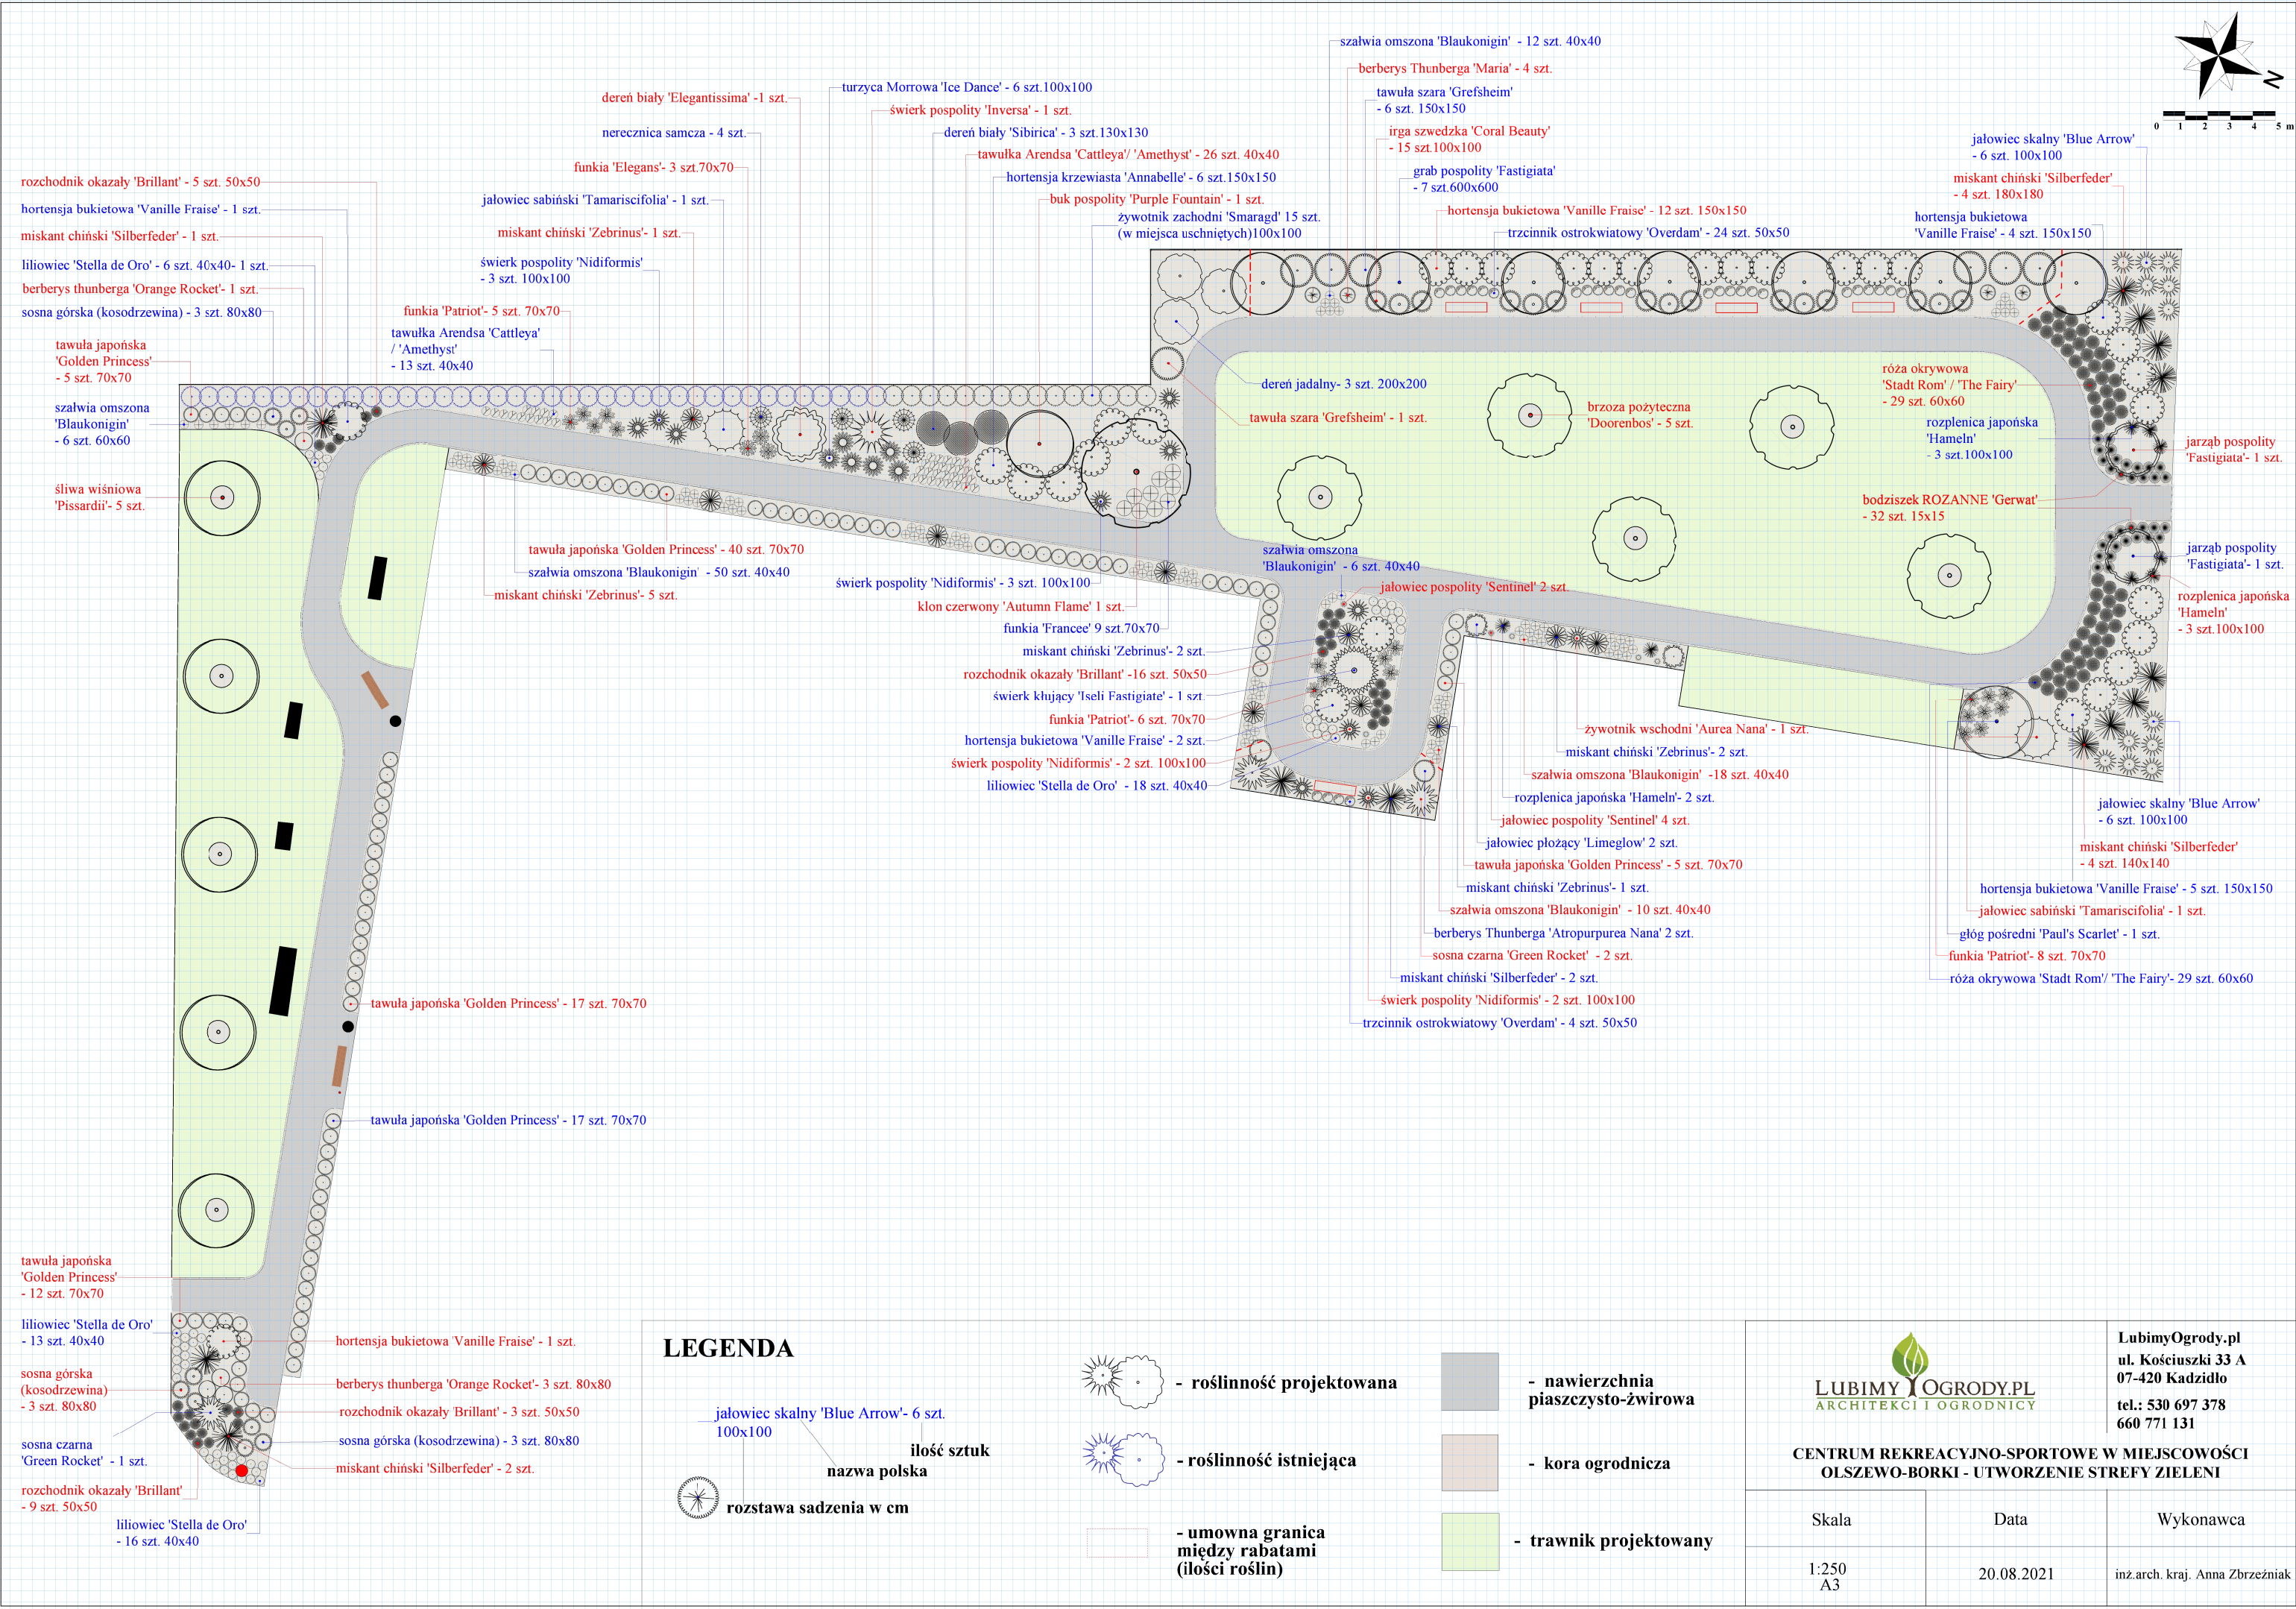 szałwia omszona 'Blaukonigin' - 12 szt. 40x40
berberys Thunberga 'Maria' - 4 szt.
tawuła szara 'Grefsheim'
- 6 szt. 150x150
irga szwedzka 'Coral Beauty'
- 15 szt.100x100
grab pospolity 'Fastigiata'
- 7 szt.600x600
hortensja bukietowa 'Vanille Fraise' - 12 szt. 150x150
trzcinnik ostrokwiatowy 'Overdam' - 24 szt. 50x50
N
0 1 2 3 4 5 m
jałowiec skalny 'Blue Arrow'
- 6 szt. 100x100
miskant chiński 'Silberfeder'
- 4 szt. 180x180
hortensja bukietowa
'Vanille Fraise' - 4 szt. 150x150
turzyca Morrowa 'Ice Dance' - 6 szt.100x100
świerk pospolity 'Inversa' - 1 szt.
dereń biały 'Sibirica' - 3 szt.130x130
tawułka Arendsa 'Cattleya'/ 'Amethyst' - 26 szt. 40x40
hortensja krzewiasta 'Annabelle' - 6 szt.150x150
buk pospolity 'Purple Fountain' - 1 szt.
żywotnik zachodni 'Smaragd' 15 szt.
(w miejsca uschniętych)100x100
dereń biały 'Elegantissima' -1 szt.
nerecznica samcza - 4 szt.
funkia 'Elegans'- 3 szt.70x70
jałowiec sabiński 'Tamariscifolia' - 1 szt.
miskant chiński 'Zebrinus'- 1 szt.
świerk pospolity 'Nidiformis'
- 3 szt. 100x100
funkia 'Patriot'- 5 szt. 70x70
tawułka Arendsa 'Cattleya'
/ 'Amethyst'
- 13 szt. 40x40
rozchodnik okazały 'Brillant' - 5 szt. 50x50
hortensja bukietowa 'Vanille Fraise' - 1 szt.
miskant chiński 'Silberfeder' - 1 szt.
liliowiec 'Stella de Oro' - 6 szt. 40x40- 1 szt.
berberys thunberga 'Orange Rocket'- 1 szt.
sosna górska (kosodrzewina) - 3 szt. 80x80
tawuła japońska
'Golden Princess'
- 5 szt. 70x70
szałwia omszona
'Blaukonigin'
- 6 szt. 60x60
śliwa wiśniowa
'Pissardii'- 5 szt.
dereń jadalny- 3 szt. 200x200
tawuła szara 'Grefsheim' - 1 szt.
brzoza pożyteczna
'Doorenbos' - 5 szt.
róża okrywowa
'Stadt Rom' / 'The Fairy'
- 29 szt. 60x60
rozplenica japońska
'Hameln'
- 3 szt.100x100
jarząb pospolity
'Fastigiata'- 1 szt.
bodziszek ROZANNE 'Gerwat'
- 32 szt. 15x15
jarząb pospolity
'Fastigiata'- 1 szt.
rozplenica japońska
'Hameln'
- 3 szt.100x100
tawuła japońska 'Golden Princess' - 40 szt. 70x70
szałwia omszona 'Blaukonigin' - 50 szt. 40x40
miskant chiński 'Zebrinus'- 5 szt.
szałwia omszona
'Blaukonigin' - 6 szt. 40x40
jałowiec pospolity 'Sentinel' 2 szt.
świerk pospolity 'Nidiformis' - 3 szt. 100x100
klon czerwony 'Autumn Flame' 1 szt.
funkia 'Francee' 9 szt.70x70
miskant chiński 'Zebrinus'- 2 szt.
rozchodnik okazały 'Brillant' -16 szt. 50x50
świerk kłujący 'Iseli Fastigiate' - 1 szt.
funkia 'Patriot'- 6 szt. 70x70
hortensja bukietowa 'Vanille Fraise' - 2 szt.
świerk pospolity 'Nidiformis' - 2 szt. 100x100
liliowiec 'Stella de Oro' - 18 szt. 40x40
żywotnik wschodni 'Aurea Nana' - 1 szt.
miskant chiński 'Zebrinus'- 2 szt.
szałwia omszona 'Blaukonigin' -18 szt. 40x40
rozplenica japońska 'Hameln'- 2 szt.
jałowiec pospolity 'Sentinel' 4 szt.
jałowiec płożący 'Limeglow' 2 szt.
tawuła japońska 'Golden Princess' - 5 szt. 70x70
miskant chiński 'Zebrinus'- 1 szt.
szałwia omszona 'Blaukonigin' - 10 szt. 40x40
berberys Thunberga 'Atropurpurea Nana' 2 szt.
sosna czarna 'Green Rocket' - 2 szt.
miskant chiński 'Silberfeder' - 2 szt.
świerk pospolity 'Nidiformis' - 2 szt. 100x100
trzcinnik ostrokwiatowy 'Overdam' - 4 szt. 50x50
jałowiec skalny 'Blue Arrow'
- 6 szt. 100x100
miskant chiński 'Silberfeder'
- 4 szt. 140x140
hortensja bukietowa 'Vanille Fraise' - 5 szt. 150x150
jałowiec sabiński 'Tamariscifolia' - 1 szt.
głóg pośredni 'Paul's Scarlet' - 1 szt.
funkia 'Patriot'- 8 szt. 70x70
róża okrywowa 'Stadt Rom'/ 'The Fairy'- 29 szt. 60x60
tawuła japońska 'Golden Princess' - 17 szt. 70x70
tawuła japońska 'Golden Princess' - 17 szt. 70x70
tawuła japońska
'Golden Princess'
- 12 szt. 70x70
liliowiec 'Stella de Oro'
- 13 szt. 40x40
sosna górska
(kosodrzewina)
- 3 szt. 80x80
sosna czarna
'Green Rocket' - 1 szt.
rozchodnik okazały 'Brillant'
- 9 szt. 50x50
liliowiec 'Stella de Oro'
- 16 szt. 40x40
hortensja bukietowa 'Vanille Fraise' - 1 szt.
berberys thunberga 'Orange Rocket'- 3 szt. 80x80
rozchodnik okazały 'Brillant' - 3 szt. 50x50
sosna górska (kosodrzewina) - 3 szt. 80x80
miskant chiński 'Silberfeder' - 2 szt.
LEGENDA
jałowiec skalny 'Blue Arrow'- 6 szt.
100x100
ilość sztuk
nazwa polska
rozstawa sadzenia w cm
- roślinność projektowana
- roślinność istniejąca
- umowna granica
między rabatami
(ilości roślin)
- nawierzchnia
piaszczysto-żwirowa
- kora ogrodnicza
- trawnik projektowany
LUBIMY OGRODY.PL
ARCHITEKCI I OGRODNICY
LubimyOgrody.pl
ul. Kościuszki 33 A
07-420 Kadzidło
tel.: 530 697 378
660 771 131
CENTRUM REKREACYJNO-SPORTOWE W MIEJSCOWOŚCI
OLSZEWO-BORKI - UTWORZENIE STREFY ZIELENI
Skala Data Wykonawca
1:250
A3
20.08.2021
inż.arch. kraj. Anna Zbrzeźniak